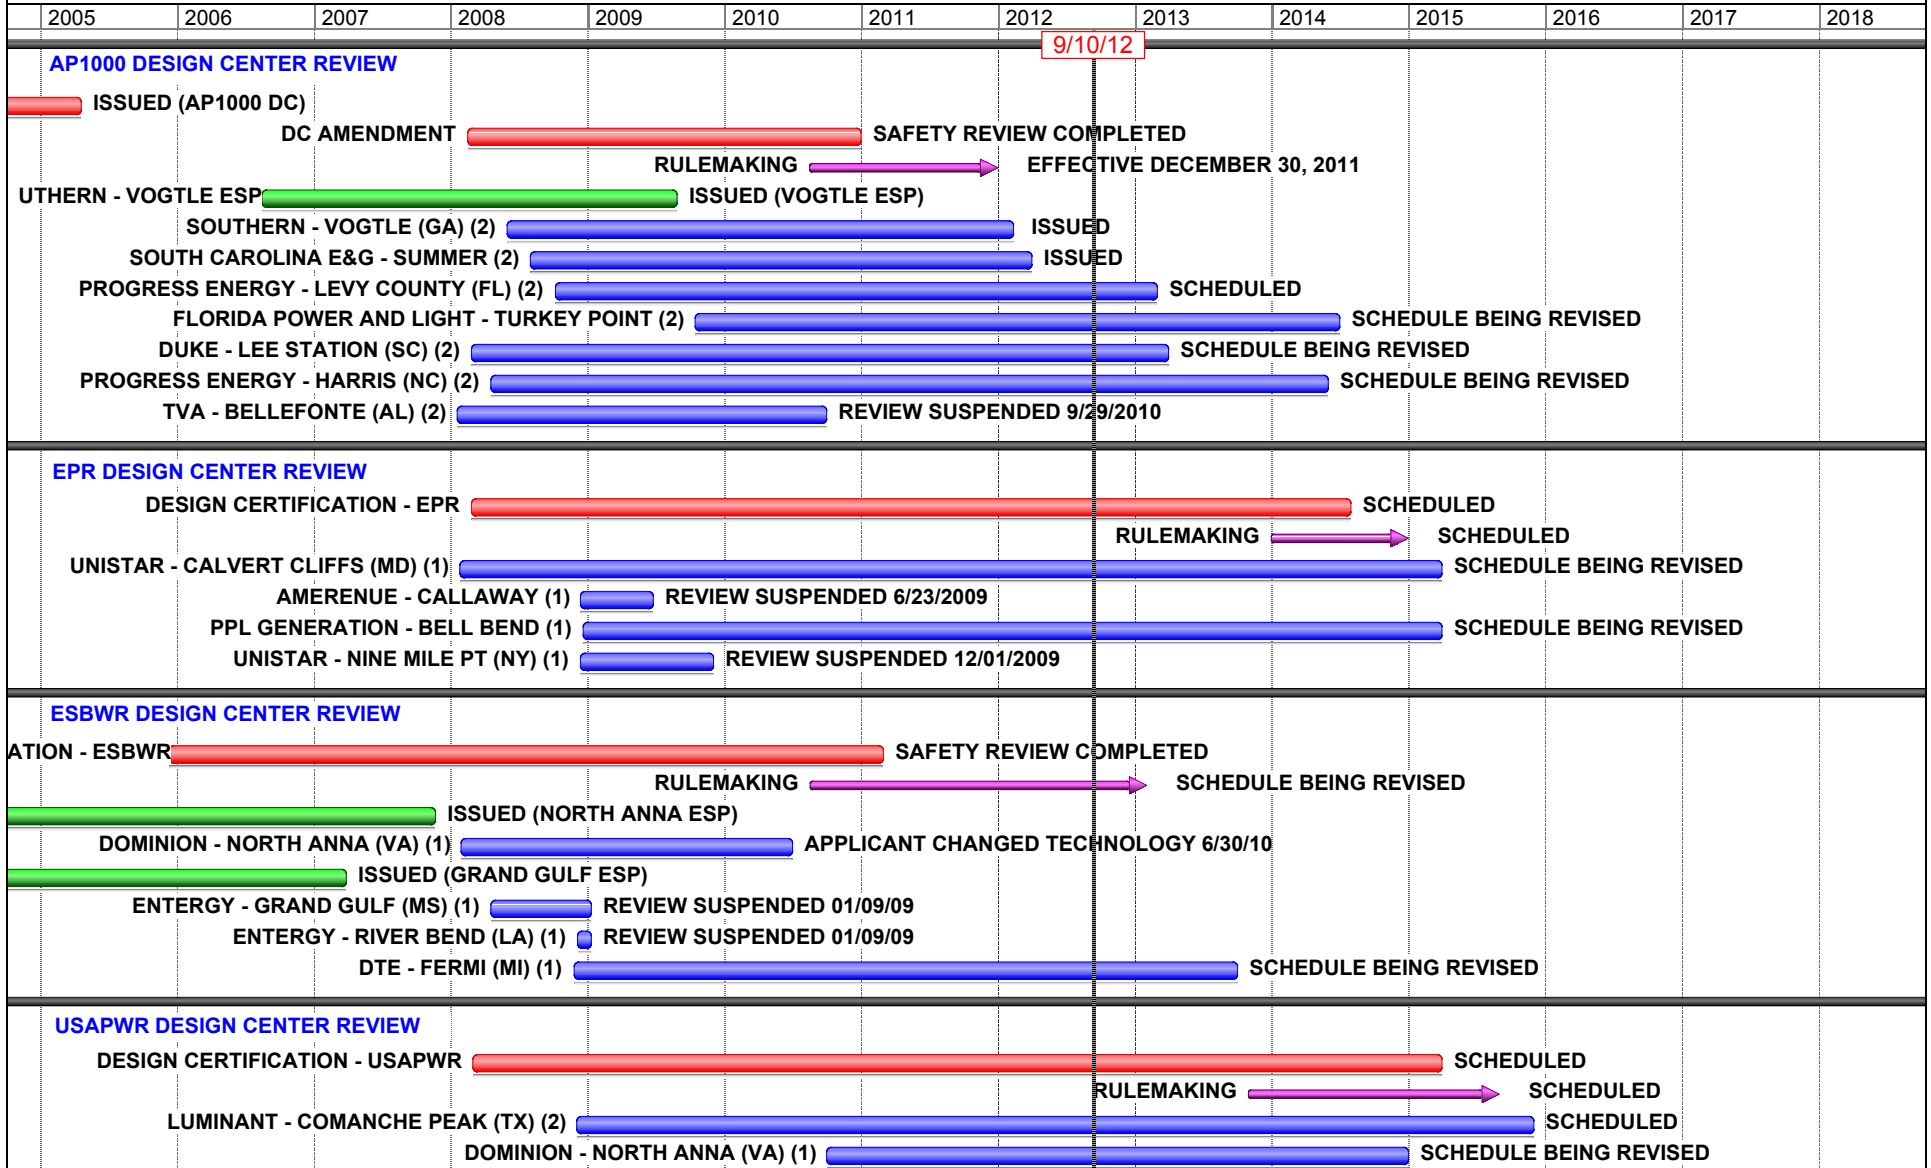 2005 2006 2007 2008 2009 2010 2011 2012 2013 2014 2015 2016 2017 2018
9/10/12
AP1000 DESIGN CENTER REVIEW
ISSUED (AP1000 DC)
DC AMENDMENT SAFETY REVIEW COMPLETED
RULEMAKING EFFECTIVE DECEMBER 30, 2011
UTHERN - VOGTLE ESP ISSUED (VOGTLE ESP)
SOUTHERN - VOGTLE (GA) (2) ISSUED
SOUTH CAROLINA E&G - SUMMER (2) ISSUED
PROGRESS ENERGY - LEVY COUNTY (FL) (2) SCHEDULED
FLORIDA POWER AND LIGHT - TURKEY POINT (2) SCHEDULE BEING REVISED
DUKE - LEE STATION (SC) (2) SCHEDULE BEING REVISED
PROGRESS ENERGY - HARRIS (NC) (2) SCHEDULE BEING REVISED
TVA - BELLEFONTE (AL) (2) REVIEW SUSPENDED 9/29/2010
EPR DESIGN CENTER REVIEW
DESIGN CERTIFICATION - EPR SCHEDULED
RULEMAKING SCHEDULED
UNISTAR - CALVERT CLIFFS (MD) (1) SCHEDULE BEING REVISED
AMERENUE - CALLAWAY (1) REVIEW SUSPENDED 6/23/2009
PPL GENERATION - BELL BEND (1) SCHEDULE BEING REVISED
UNISTAR - NINE MILE PT (NY) (1) REVIEW SUSPENDED 12/01/2009
ESBWR DESIGN CENTER REVIEW
ATION - ESBWR SAFETY REVIEW COMPLETED
RULEMAKING SCHEDULE BEING REVISED
ISSUED (NORTH ANNA ESP)
DOMINION - NORTH ANNA (VA) (1) APPLICANT CHANGED TECHNOLOGY 6/30/10
ISSUED (GRAND GULF ESP)
ENTERGY - GRAND GULF (MS) (1) REVIEW SUSPENDED 01/09/09
ENTERGY - RIVER BEND (LA) (1) REVIEW SUSPENDED 01/09/09
DTE - FERMI (MI) (1) SCHEDULE BEING REVISED
USAPWR DESIGN CENTER REVIEW
DESIGN CERTIFICATION - USAPWR SCHEDULED
RULEMAKING SCHEDULED
LUMINANT - COMANCHE PEAK (TX) (2) SCHEDULED
DOMINION - NORTH ANNA (VA) (1) SCHEDULE BEING REVISED